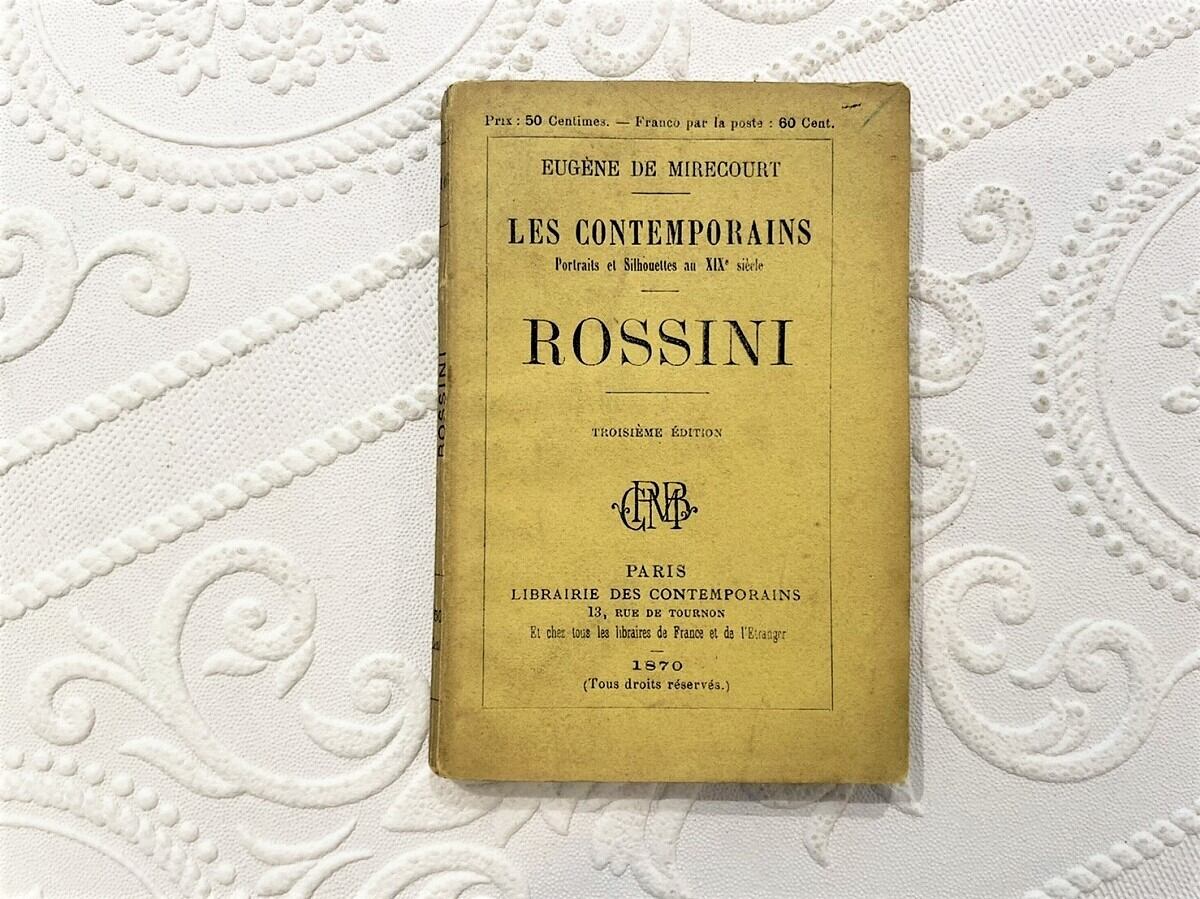 Prix : 50 Centimes. — Franco par la poste : 60 Cent.
EUGÈNE DE MIRECOURT
LES CONTEMPORAINS
Portraits et Silhouettes au XIXe siècle
ROSSINI
TROISIÈME ÉDITION
PARIS
LIBRAIRIE DES CONTEMPORAINS
13, RUE DE TOURNON
Et chez tous les libraires de France et de l'Etranger
1870
(Tous droits réservés.)
ROSSINI